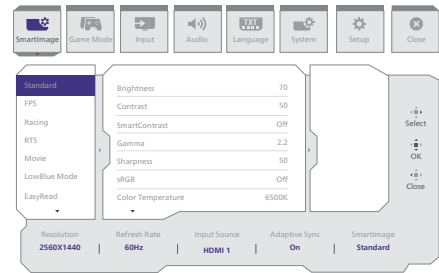 TXT
SmartImage Game Mode Input Audio Language System Setup Close
Standard
FPS
Racing
RTS
Movie
LowBlue Mode
EasyRead
Brightness 70
Contrast 50
SmartContrast Off
Gamma 2.2
Sharpness 50
sRGB Off
Color Temperature 6500K
Select
OK
Close
Resolution Refresh Rate Input Source Adaptive Sync SmartImage
2560X1440 | 60Hz | HDMI 1 | On | Standard